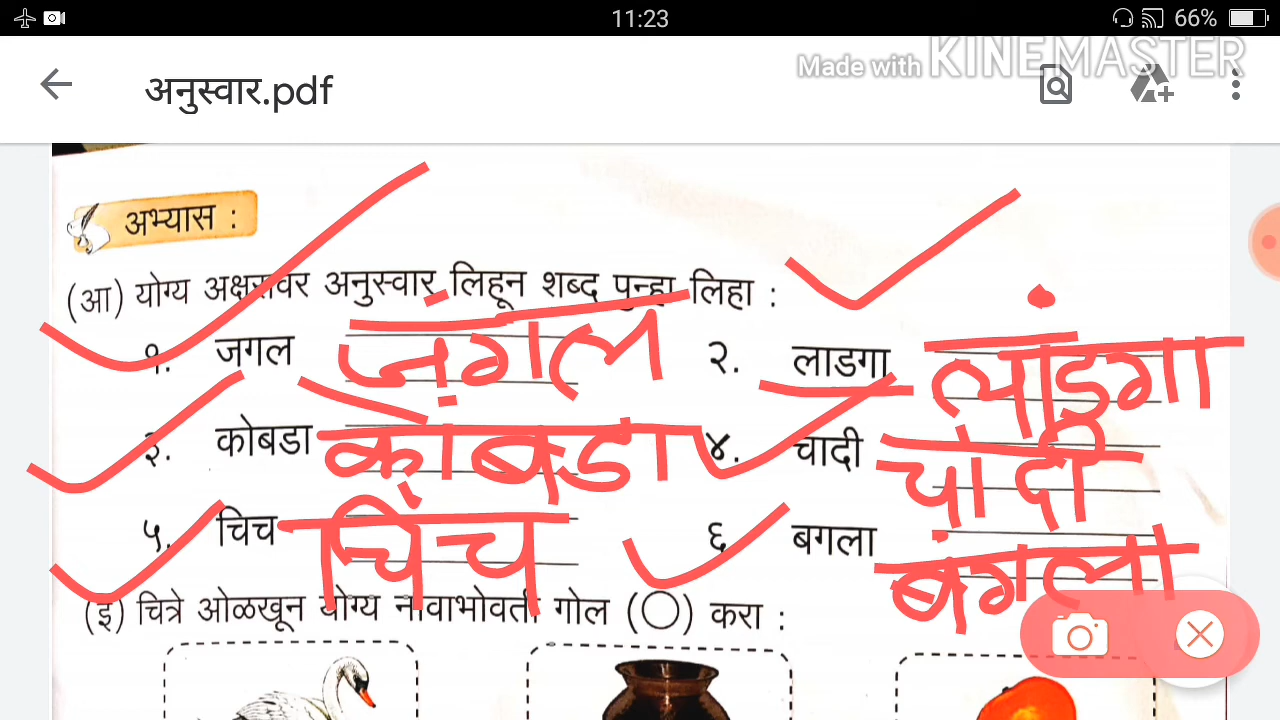 11:23 66%
Made with KINEMASTER
अनुस्वार.pdf
अभ्यास :
(आ) योग्य अक्षरावर अनुस्वार लिहून शब्द पुन्हा लिहा :
१. जगल जंगल २. लाडगा लांडगा
३. कोबडा कोंबडा ४. चादी चांदी
५. चिच चिंच ६ बगला बंगला
(इ) चित्रे ओळखून योग्य नावाभोवती गोल (◯) करा :